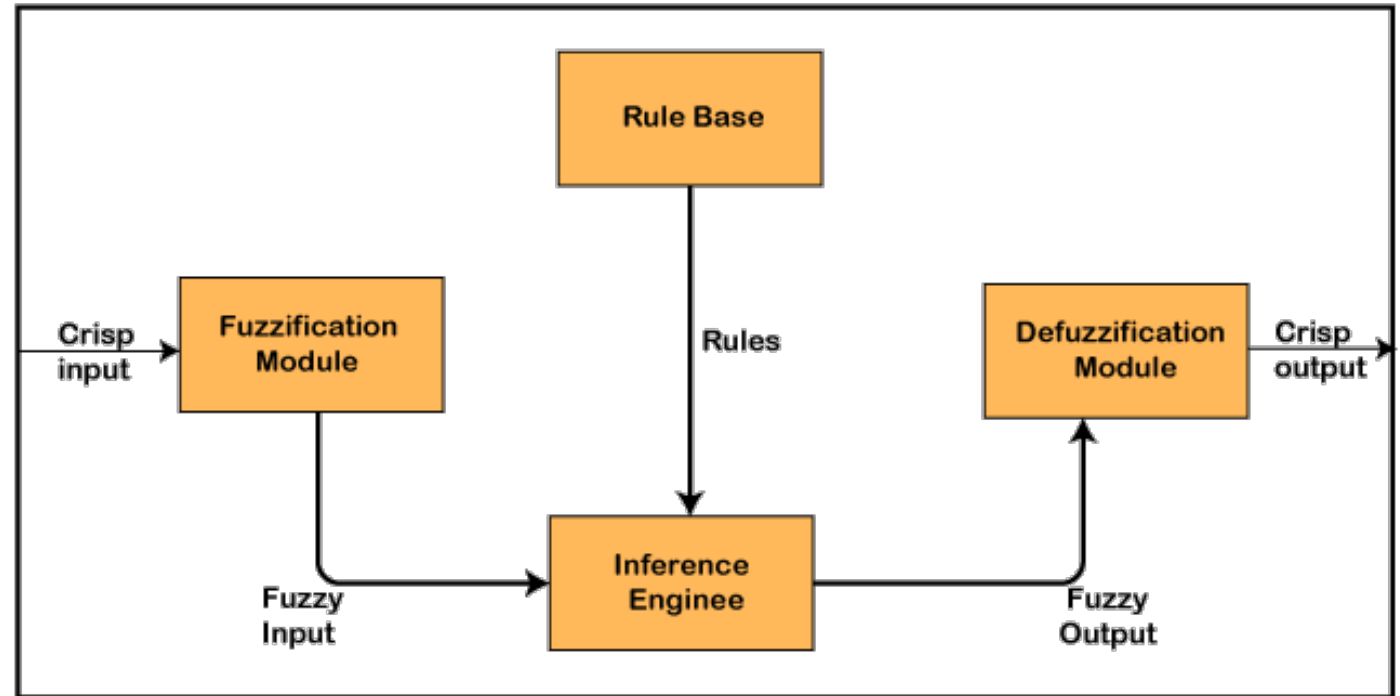 Rule Base
Crisp
input
Fuzzification
Module
Rules
Defuzzification
Module
Crisp
output
Fuzzy
Input
Inference
Enginee
Fuzzy
Output